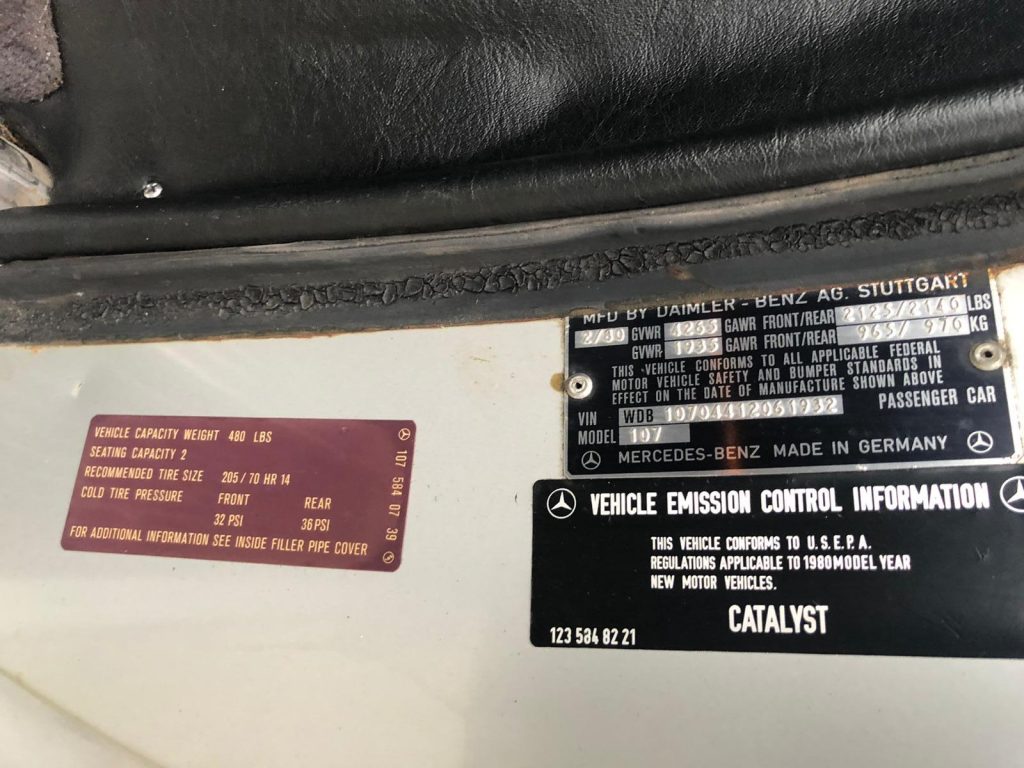 VEHICLE CAPACITY WEIGHT 480 LBS
SEATING CAPACITY 2
RECOMMENDED TIRE SIZE 205/70 HR 14
COLD TIRE PRESSURE FRONT REAR
32 PSI 36 PSI
FOR ADDITIONAL INFORMATION SEE INSIDE FILLER PIPE COVER
107 584 07 39
MFD BY DAIMLER-BENZ AG. STUTTGART
2/80 GVWR 4265 GAWR FRONT/REAR 2125/2140 LBS
GVWR 1935 GAWR FRONT/REAR 965/ 970 KG
THIS VEHICLE CONFORMS TO ALL APPLICABLE FEDERAL
MOTOR VEHICLE SAFETY AND BUMPER STANDARDS IN
EFFECT ON THE DATE OF MANUFACTURE SHOWN ABOVE
VIN WDB 10704412061932 PASSENGER CAR
MODEL 107
MERCEDES-BENZ MADE IN GERMANY
VEHICLE EMISSION CONTROL INFORMATION
THIS VEHICLE CONFORMS TO U.S.E.P.A.
REGULATIONS APPLICABLE TO 1980 MODEL YEAR
NEW MOTOR VEHICLES.
CATALYST
123 584 82 21